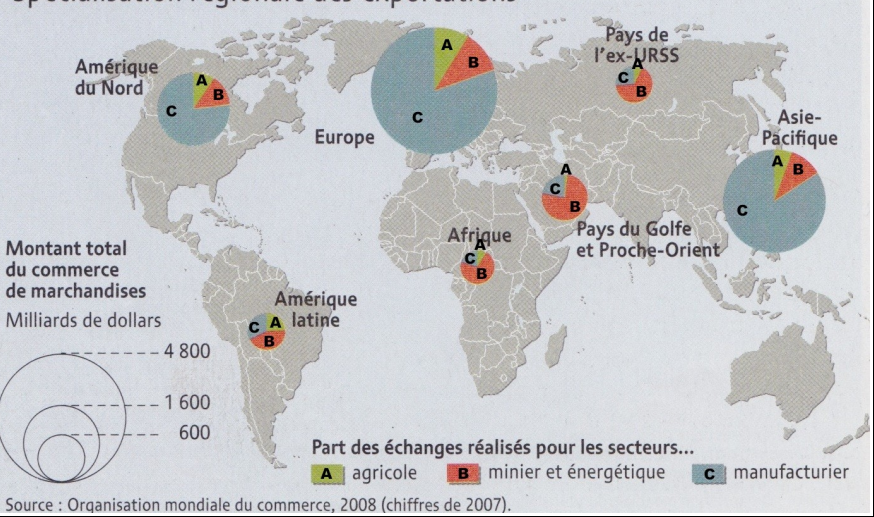 Spécialisation régionale des exportations
Amérique
du Nord
A
B
C
A
B
C
Europe
Pays de
l'ex-URSS
A
C
B
Asie-
Pacifique
A
B
C
A
C
B
Pays du Golfe
et Proche-Orient
Afrique
A
C
B
Amérique
latine
C
A
B
Montant total
du commerce
de marchandises
Milliards de dollars
4 800
1 600
600
Part des échanges réalisés pour les secteurs...
A agricole
B minier et énergétique
C manufacturier
Source : Organisation mondiale du commerce, 2008 (chiffres de 2007).